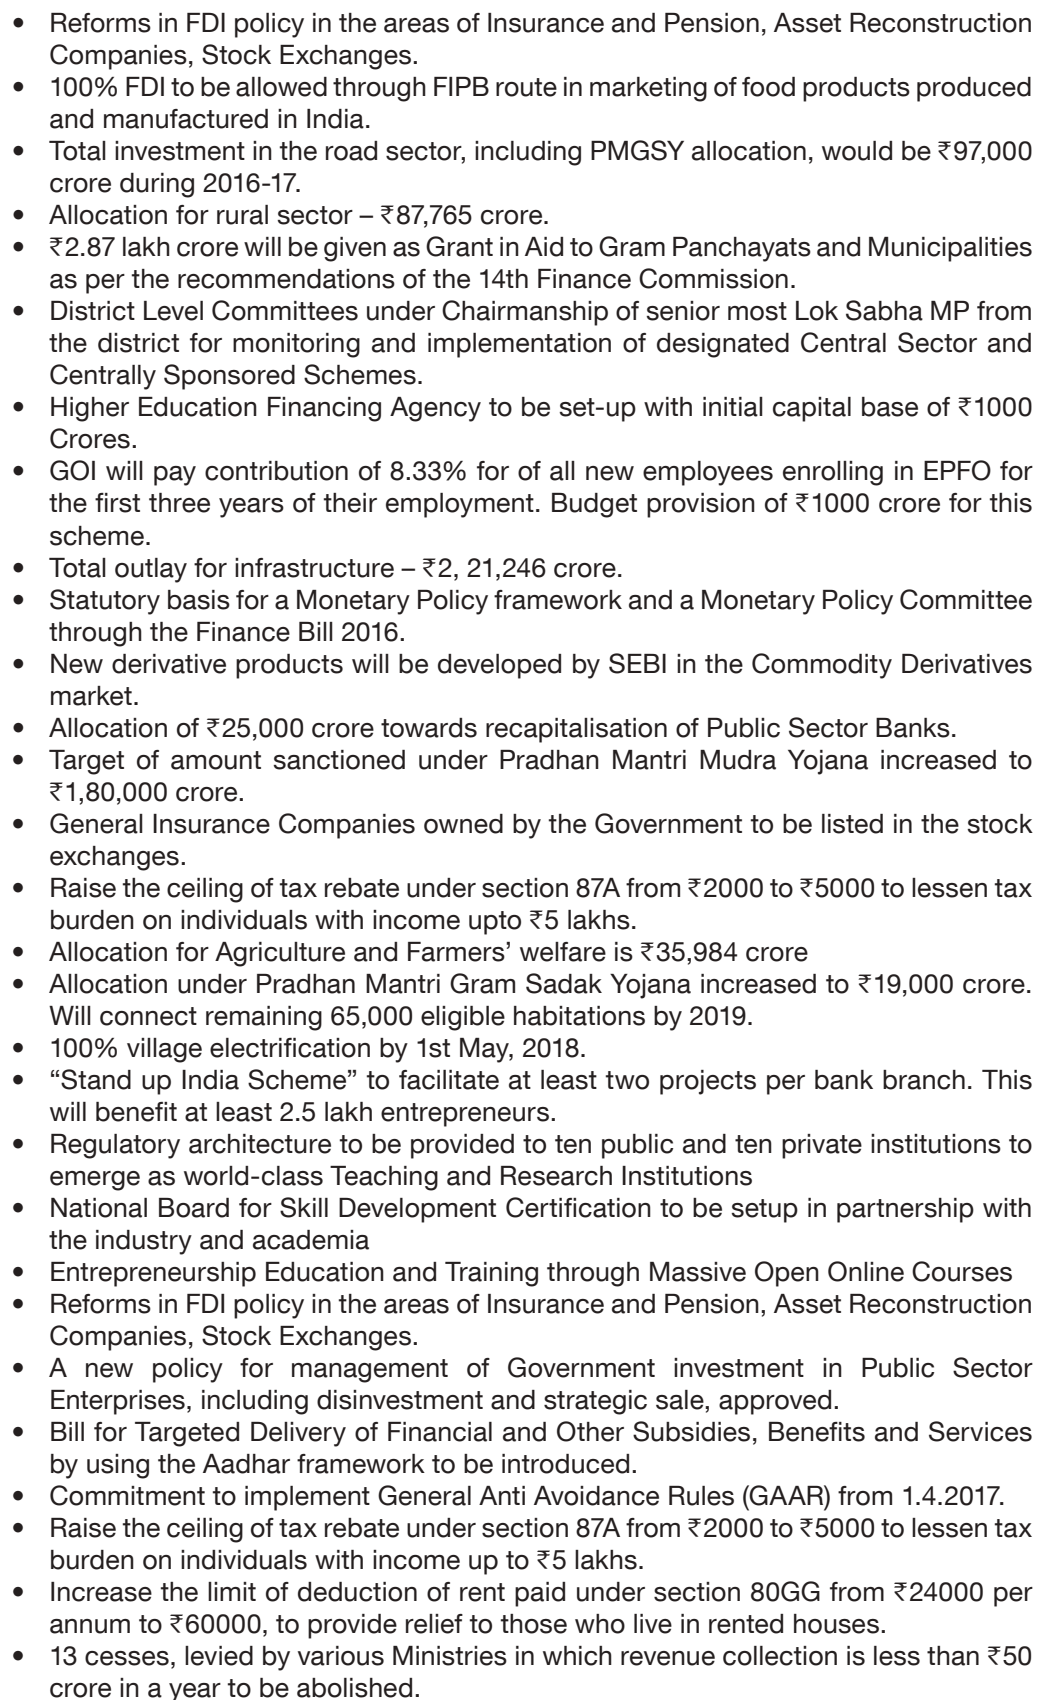 • Reforms in FDI policy in the areas of Insurance and Pension, Asset Reconstruction
Companies, Stock Exchanges.
• 100% FDI to be allowed through FIPB route in marketing of food products produced
and manufactured in India.
• Total investment in the road sector, including PMGSY allocation, would be ₹97,000
crore during 2016-17.
• Allocation for rural sector – ₹87,765 crore.
• ₹2.87 lakh crore will be given as Grant in Aid to Gram Panchayats and Municipalities
as per the recommendations of the 14th Finance Commission.
• District Level Committees under Chairmanship of senior most Lok Sabha MP from
the district for monitoring and implementation of designated Central Sector and
Centrally Sponsored Schemes.
• Higher Education Financing Agency to be set-up with initial capital base of ₹1000
Crores.
• GOI will pay contribution of 8.33% for of all new employees enrolling in EPFO for
the first three years of their employment. Budget provision of ₹1000 crore for this
scheme.
• Total outlay for infrastructure – ₹2, 21,246 crore.
• Statutory basis for a Monetary Policy framework and a Monetary Policy Committee
through the Finance Bill 2016.
• New derivative products will be developed by SEBI in the Commodity Derivatives
market.
• Allocation of ₹25,000 crore towards recapitalisation of Public Sector Banks.
• Target of amount sanctioned under Pradhan Mantri Mudra Yojana increased to
₹1,80,000 crore.
• General Insurance Companies owned by the Government to be listed in the stock
exchanges.
• Raise the ceiling of tax rebate under section 87A from ₹2000 to ₹5000 to lessen tax
burden on individuals with income upto ₹5 lakhs.
• Allocation for Agriculture and Farmers’ welfare is ₹35,984 crore
• Allocation under Pradhan Mantri Gram Sadak Yojana increased to ₹19,000 crore.
Will connect remaining 65,000 eligible habitations by 2019.
• 100% village electrification by 1st May, 2018.
• “Stand up India Scheme” to facilitate at least two projects per bank branch. This
will benefit at least 2.5 lakh entrepreneurs.
• Regulatory architecture to be provided to ten public and ten private institutions to
emerge as world-class Teaching and Research Institutions
• National Board for Skill Development Certification to be setup in partnership with
the industry and academia
• Entrepreneurship Education and Training through Massive Open Online Courses
• Reforms in FDI policy in the areas of Insurance and Pension, Asset Reconstruction
Companies, Stock Exchanges.
• A new policy for management of Government investment in Public Sector
Enterprises, including disinvestment and strategic sale, approved.
• Bill for Targeted Delivery of Financial and Other Subsidies, Benefits and Services
by using the Aadhar framework to be introduced.
• Commitment to implement General Anti Avoidance Rules (GAAR) from 1.4.2017.
• Raise the ceiling of tax rebate under section 87A from ₹2000 to ₹5000 to lessen tax
burden on individuals with income up to ₹5 lakhs.
• Increase the limit of deduction of rent paid under section 80GG from ₹24000 per
annum to ₹60000, to provide relief to those who live in rented houses.
• 13 cesses, levied by various Ministries in which revenue collection is less than ₹50
crore in a year to be abolished.